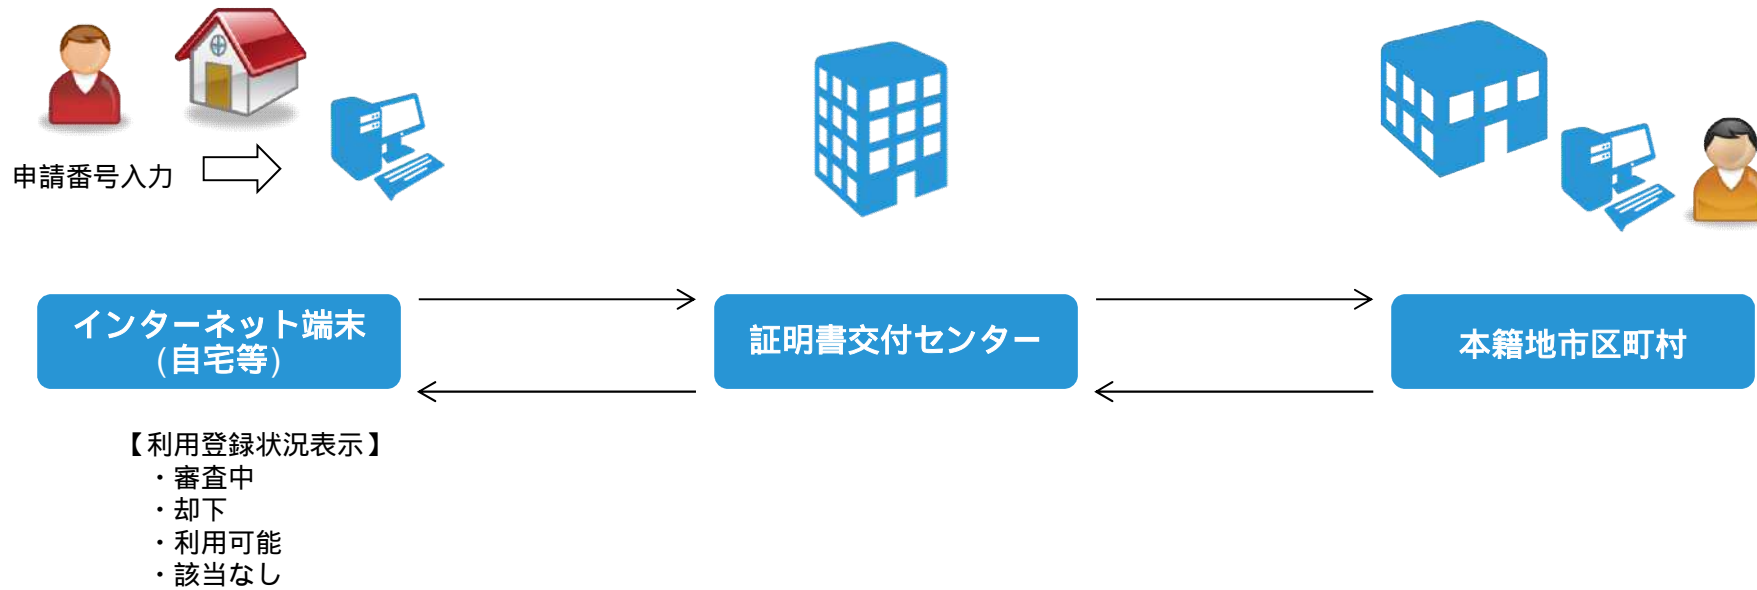 申請番号入力
インターネット端末
(自宅等)
証明書交付センター
本籍地市区町村
【利用登録状況表示】
・審査中
・却下
・利用可能
・該当なし